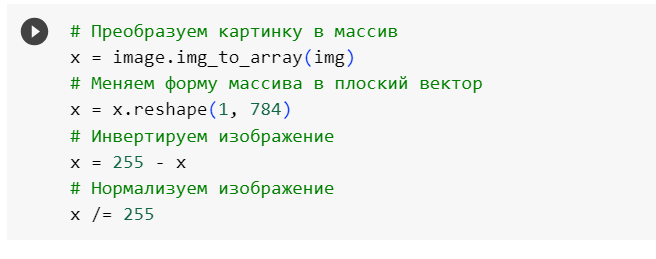 # Преобразуем картинку в массив
x = image.img_to_array(img)
# Меняем форму массива в плоский вектор
x = x.reshape(1, 784)
# Инвертируем изображение
x = 255 - x
# Нормализуем изображение
x /= 255